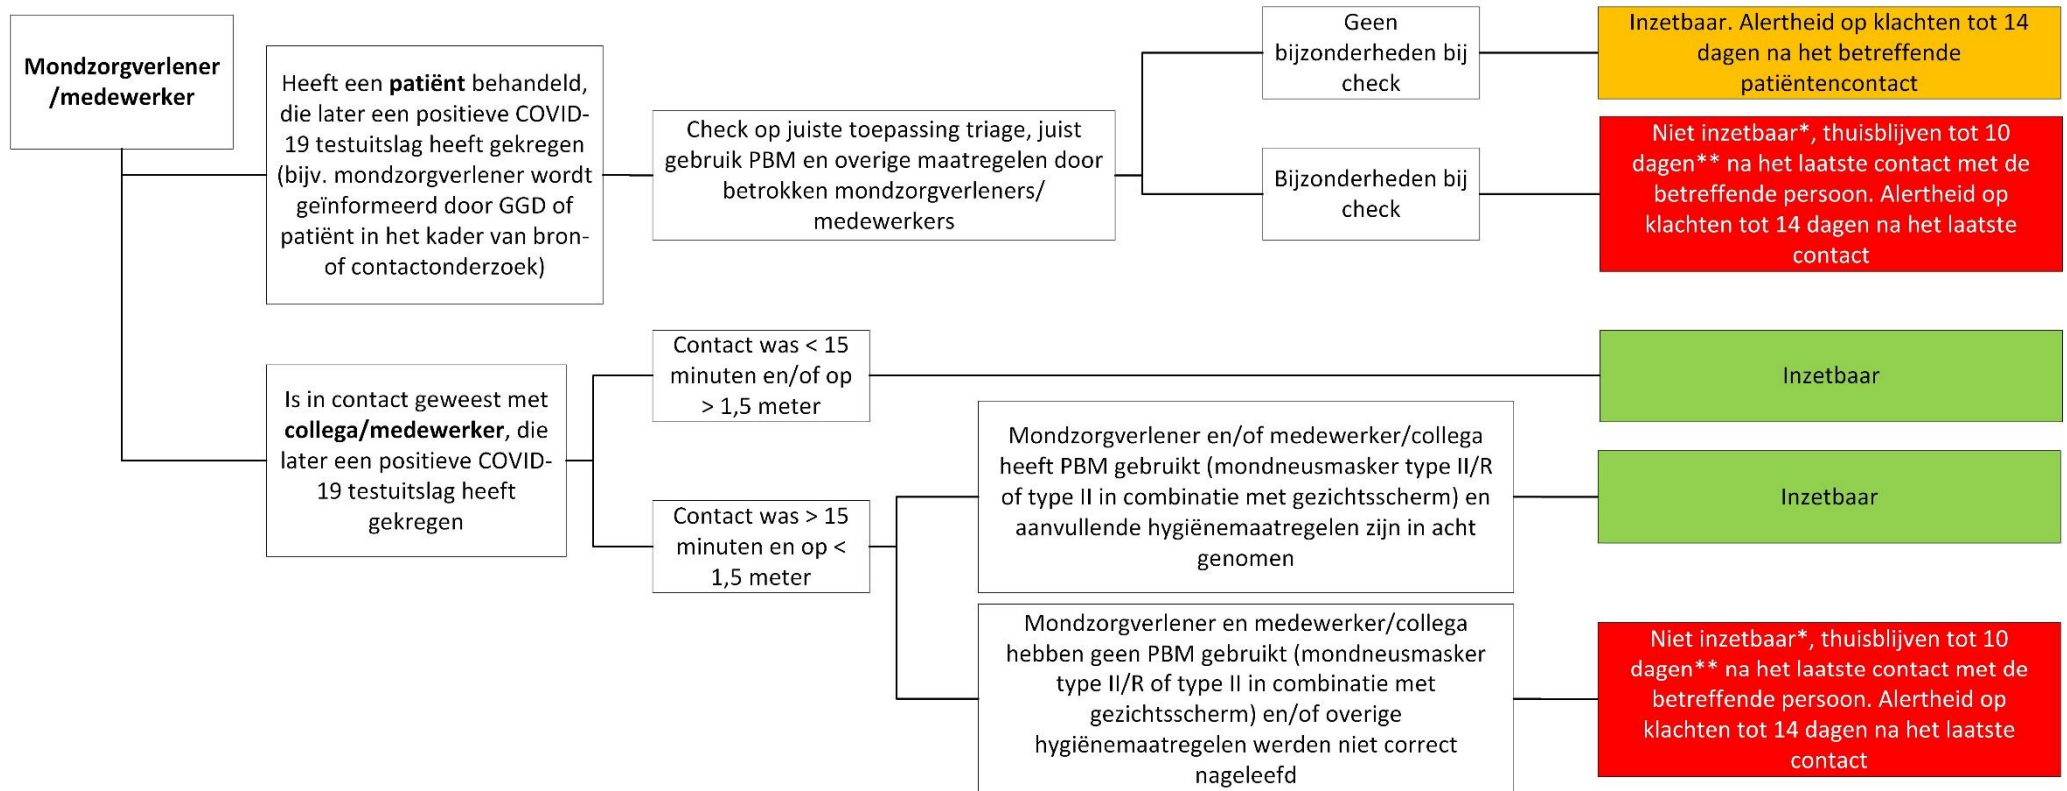 Mondzorgverlener
/medewerker
Heeft een patiënt behandeld,
die later een positieve COVID-
19 testuitslag heeft gekregen
(bijv. mondzorgverlener wordt
geïnformeerd door GGD of
patiënt in het kader van bron-
of contactonderzoek)
Check op juiste toepassing triage, juist
gebruik PBM en overige maatregelen door
betrokken mondzorgverleners/
medewerkers
Geen
bijzonderheden bij
check
Inzetbaar. Alertheid op klachten tot 14
dagen na het betreffende
patiëntencontact
Bijzonderheden bij
check
Niet inzetbaar*, thuisblijven tot 10
dagen** na het laatste contact met de
betreffende persoon. Alertheid op
klachten tot 14 dagen na het laatste
contact
Is in contact geweest met
collega/medewerker, die
later een positieve COVID-
19 testuitslag heeft
gekregen
Contact was < 15
minuten en/of op
> 1,5 meter
Inzetbaar
Contact was > 15
minuten en op <
1,5 meter
Mondzorgverlener en/of medewerker/collega
heeft PBM gebruikt (mondneusmasker type II/R
of type II in combinatie met gezichtsscherm) en
aanvullende hygiënemaatregelen zijn in acht
genomen
Inzetbaar
Mondzorgverlener en medewerker/collega
hebben geen PBM gebruikt (mondneusmasker
type II/R of type II in combinatie met
gezichtsscherm) en/of overige
hygiënemaatregelen werden niet correct
nageleefd
Niet inzetbaar*, thuisblijven tot 10
dagen** na het laatste contact met de
betreffende persoon. Alertheid op
klachten tot 14 dagen na het laatste
contact